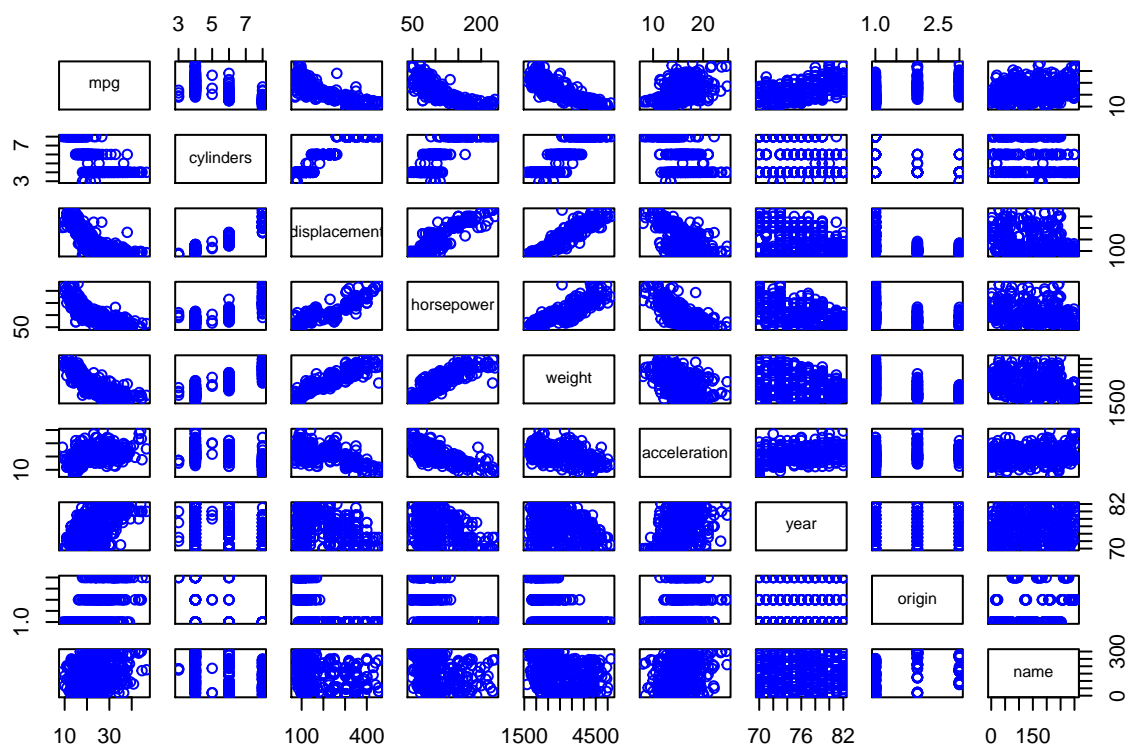 3 5 7 50 200 10 20 1.0 2.5
mpg 10
7 3 cylinders
displacement 100
50 horsepower
weight 1500
10 acceleration
year 82 70
1.0 origin
name 300 150 0
10 30 100 400 1500 4500 70 76 82 0 150